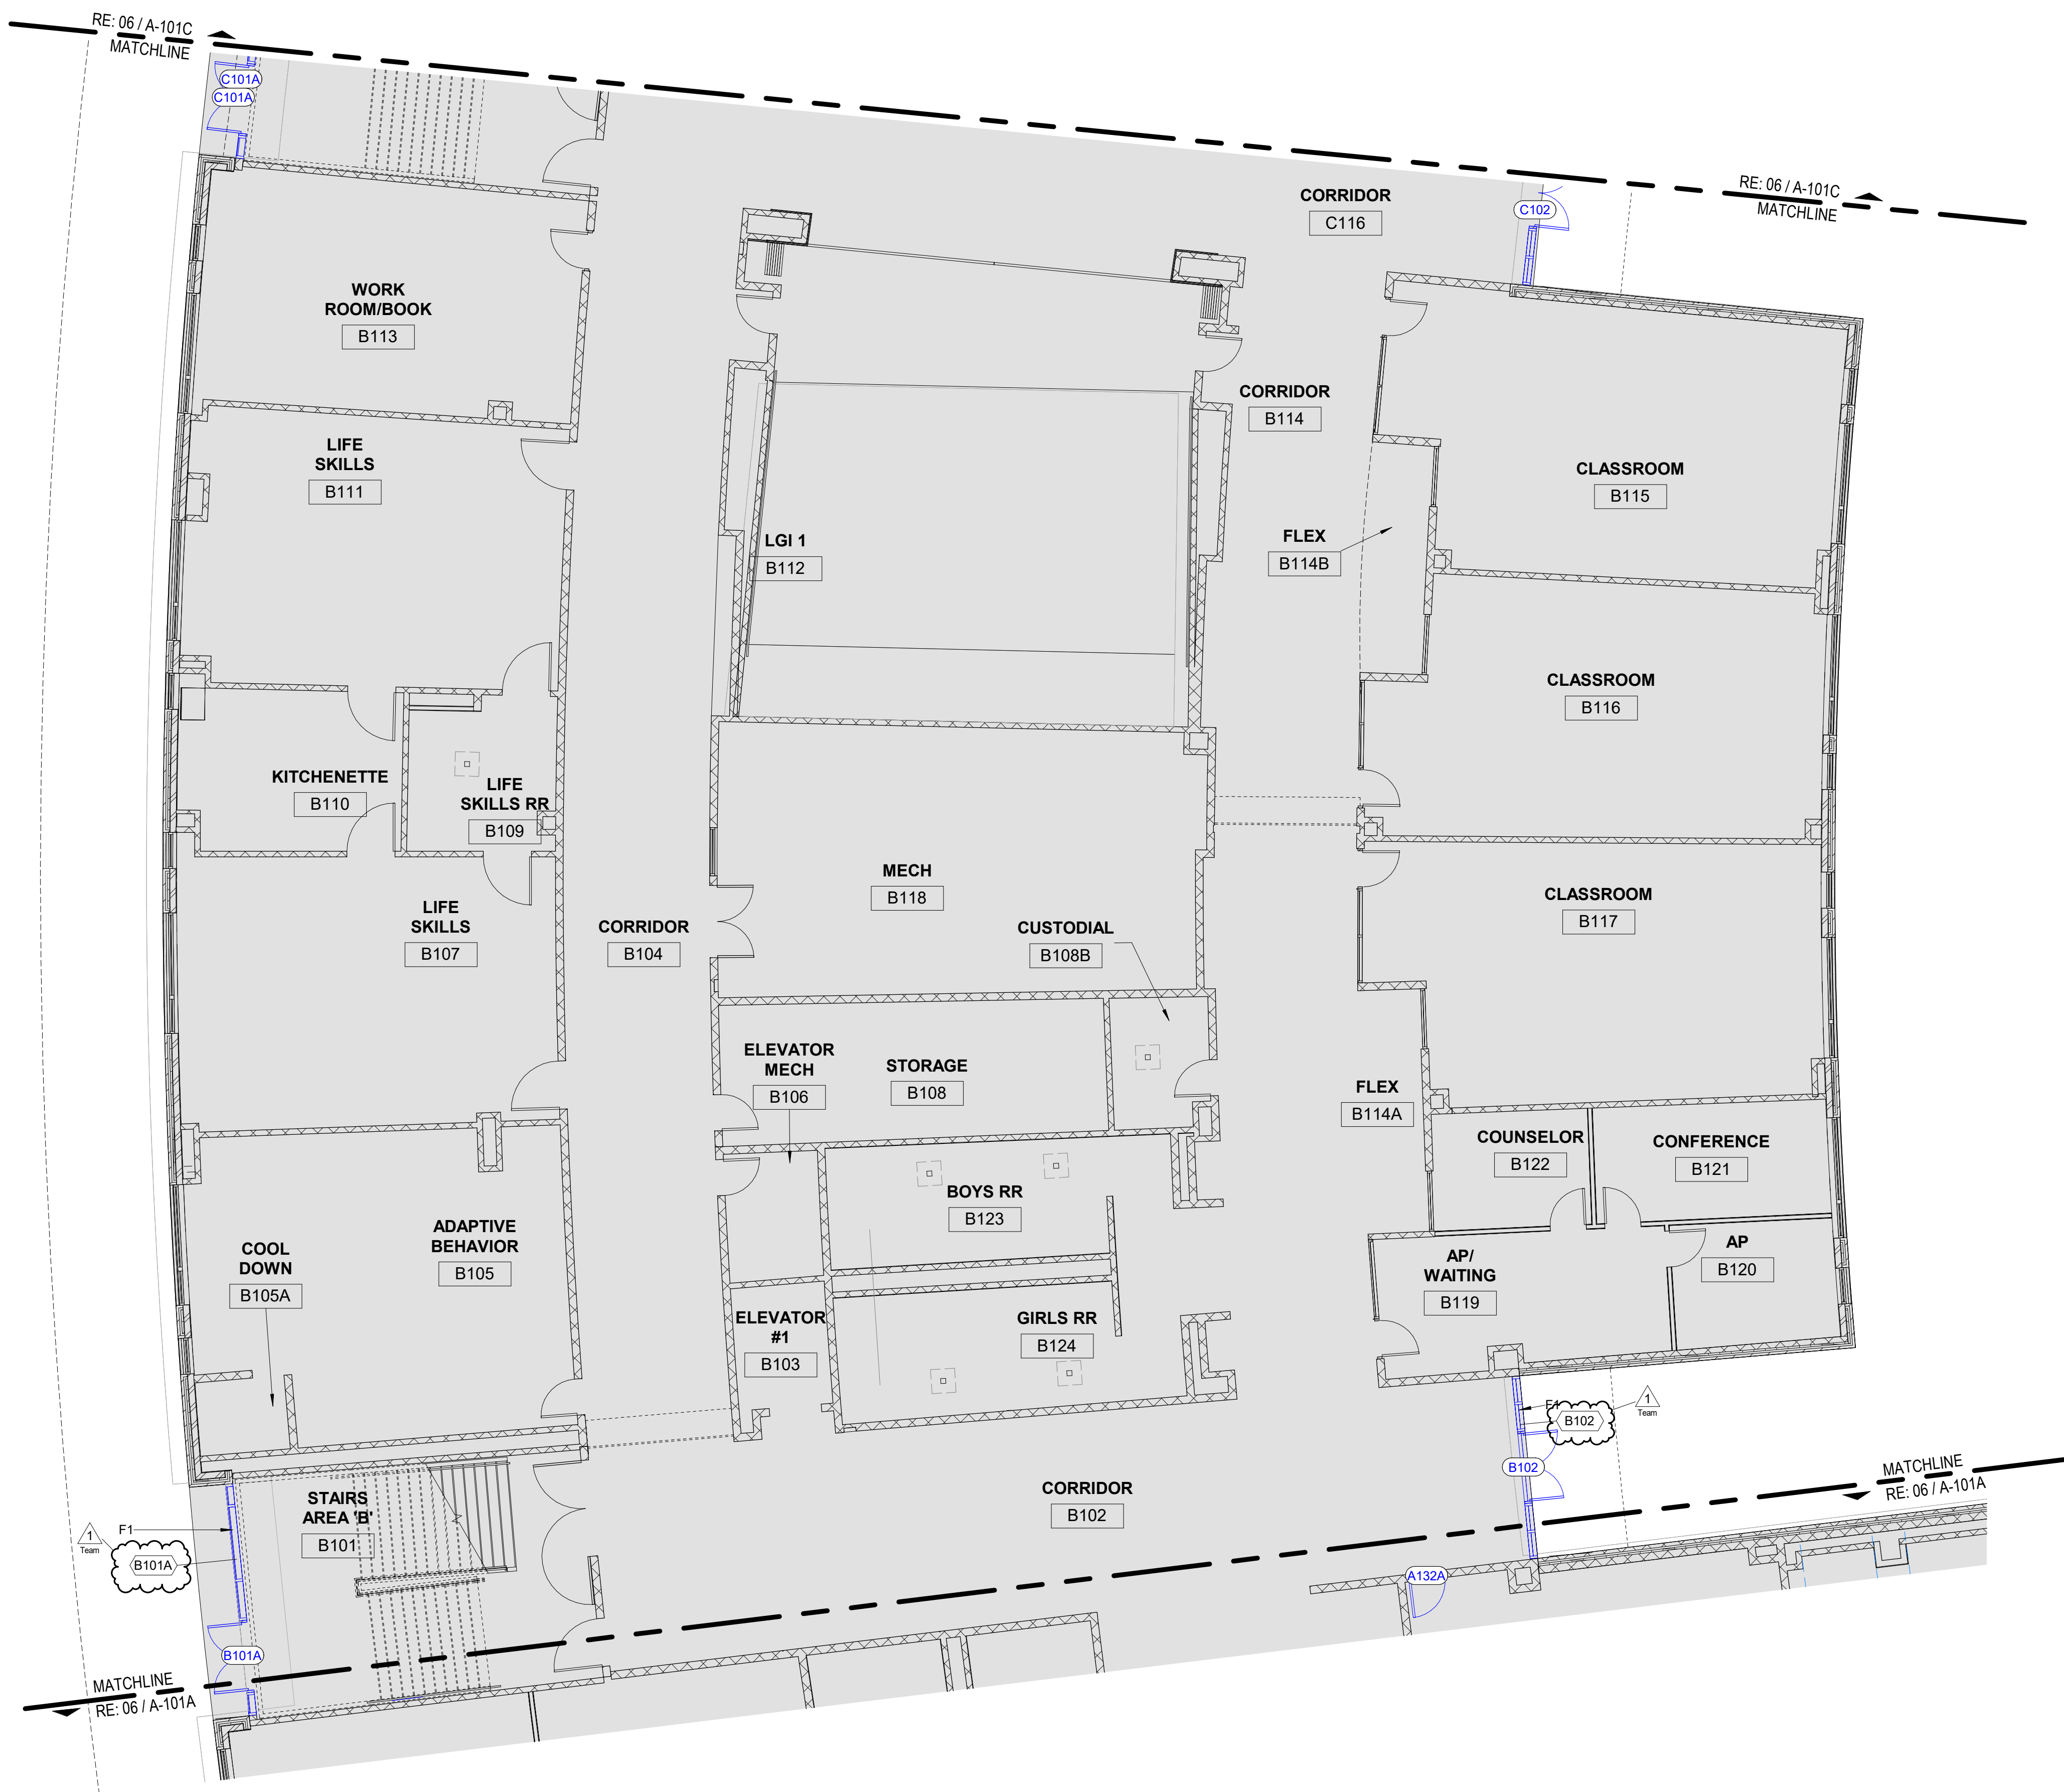 RE: 06 / A-101C
MATCHLINE
C101A
C101A
RE: 06 / A-101C
MATCHLINE
CORRIDOR
C116
C102
WORK
ROOM/BOOK
B113
CORRIDOR
B114
LIFE
SKILLS
B111
CLASSROOM
B115
LGI 1
B112
FLEX
B114B
CLASSROOM
B116
KITCHENETTE
B110
LIFE
SKILLS RR
B109
MECH
B118
CLASSROOM
B117
LIFE
SKILLS
B107
CORRIDOR
B104
CUSTODIAL
B108B
ELEVATOR
MECH
B106
STORAGE
B108
FLEX
B114A
COUNSELOR
B122
CONFERENCE
B121
BOYS RR
B123
ADAPTIVE
BEHAVIOR
B105
COOL
DOWN
B105A
AP/
WAITING
B119
AP
B120
ELEVATOR
#1
B103
GIRLS RR
B124
F1
B102
1
Team
B102
MATCHLINE
RE: 06 / A-101A
CORRIDOR
B102
STAIRS
AREA 'B'
B101
1
Team
F1
B101A
A132A
B101A
MATCHLINE
RE: 06 / A-101A